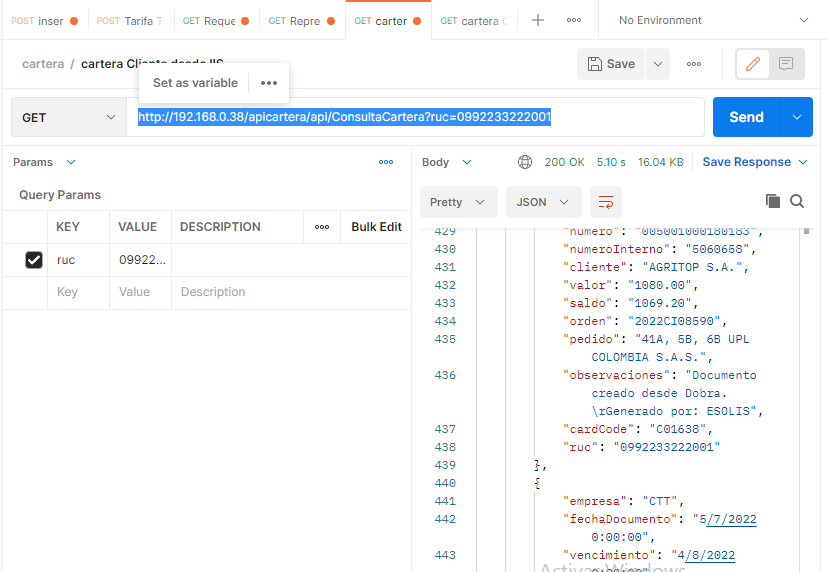 POST inser
POST Tarifa T
GET Reque
GET Repre
GET carter
GET cartera C
No Environment
cartera / cartera Cliente desde IIS
Save
Set as variable
GET
http://192.168.0.38/apicartera/api/ConsultaCartera?ruc=0992233222001
Send
Params
Body
200 OK 5.10 s 16.04 KB
Save Response
Query Params
Pretty
JSON
KEY VALUE DESCRIPTION
Bulk Edit
ruc 09922...
Key Value Description
429 "numero": "005001000180183",
430 "numeroInterno": "5060658",
431 "cliente": "AGRITOP S.A.",
432 "valor": "1080.00",
433 "saldo": "1069.20",
434 "orden": "2022CI08590",
435 "pedido": "41A, 5B, 6B UPL
COLOMBIA S.A.S.",
436 "observaciones": "Documento
creado desde Dobra.
\rGenerado por: ESOLIS",
437 "cardCode": "C01638",
438 "ruc": "0992233222001"
439 },
440 {
441 "empresa": "CTT",
442 "fechaDocumento": "5/7/2022
0:00:00",
443 "vencimiento": "4/8/2022
Activar Windows